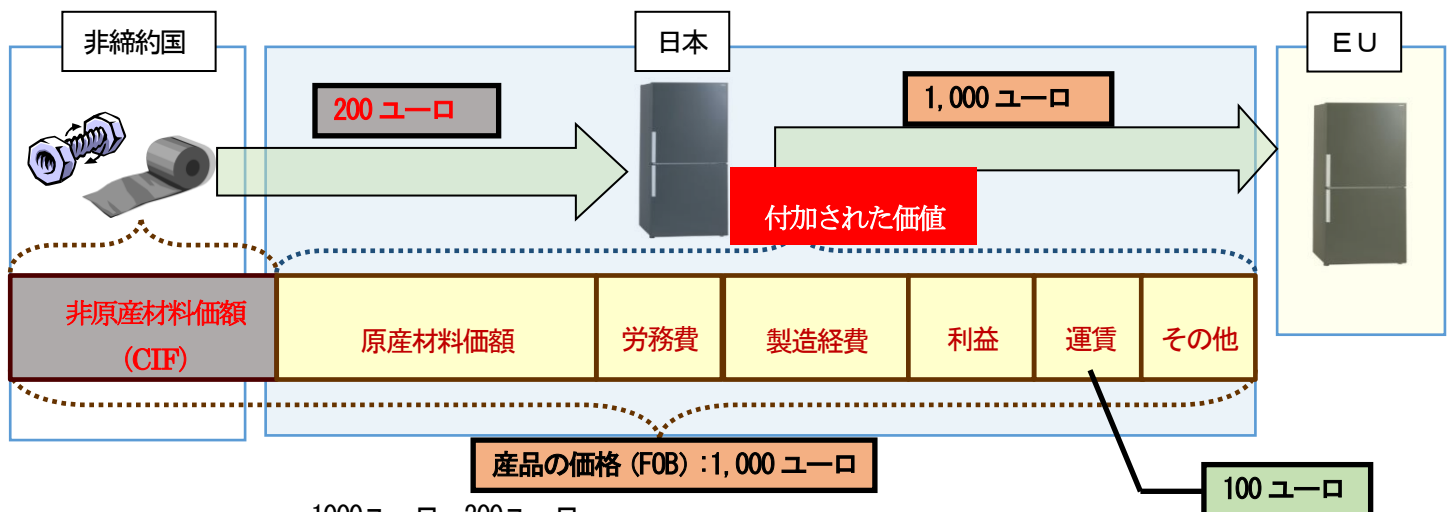 非締約国
日本
ＥＵ
200 ユーロ
1,000 ユーロ
付加された価値
非原産材料価額
(CIF)
原産材料価額
労務費
製造経費
利益
運賃
その他
産品の価格 (FOB) :1,000 ユーロ
100 ユーロ